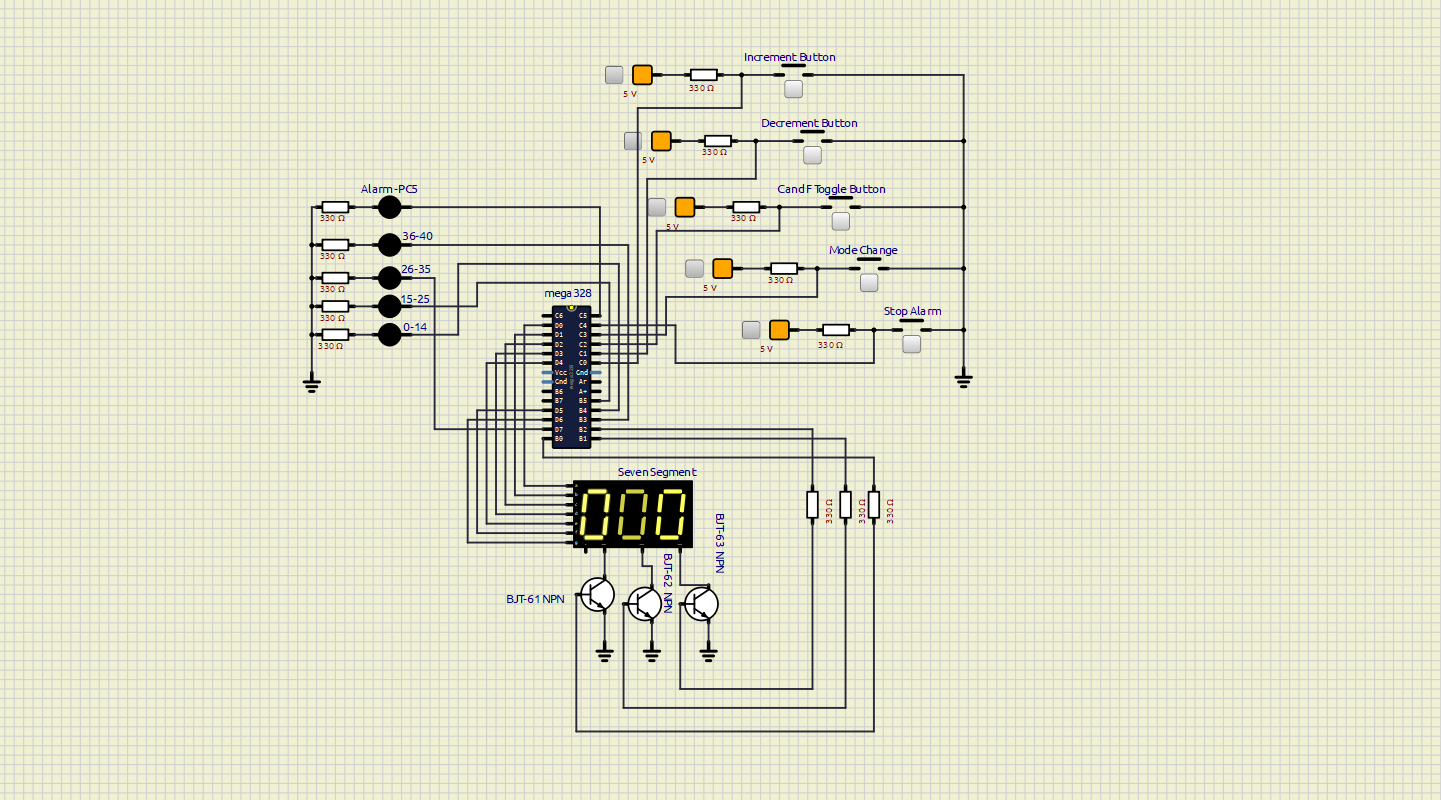 Increment Button
5 V
330 Ω
Decrement Button
5 V
330 Ω
C and F Toggle Button
5 V
330 Ω
Mode Change
5 V
330 Ω
Stop Alarm
5 V
330 Ω
Alarm-PC5
330 Ω
36-40
330 Ω
26-35
330 Ω
15-25
330 Ω
0-14
330 Ω
mega328
C6 C5
D0 C4
D1 C3
D2 C2
D3 C1
D4 C0
Vcc Gnd
Gnd Ar
B6 A+
B7 B5
D5 B4
D6 B3
D7 B2
B0 B1
Seven Segment
000
330 Ω
330 Ω
330 Ω
BJT-61 NPN
BJT-62 NPN
BJT-63 NPN